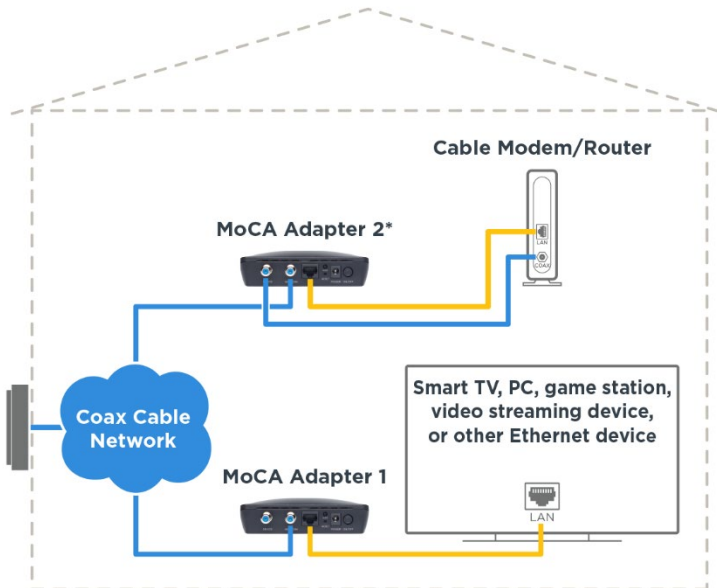 Cable Modem/Router
MoCA Adapter 2*
LAN
COAX
Coax Cable
Network
Smart TV, PC, game station,
video streaming device,
or other Ethernet device
LAN
MoCA Adapter 1